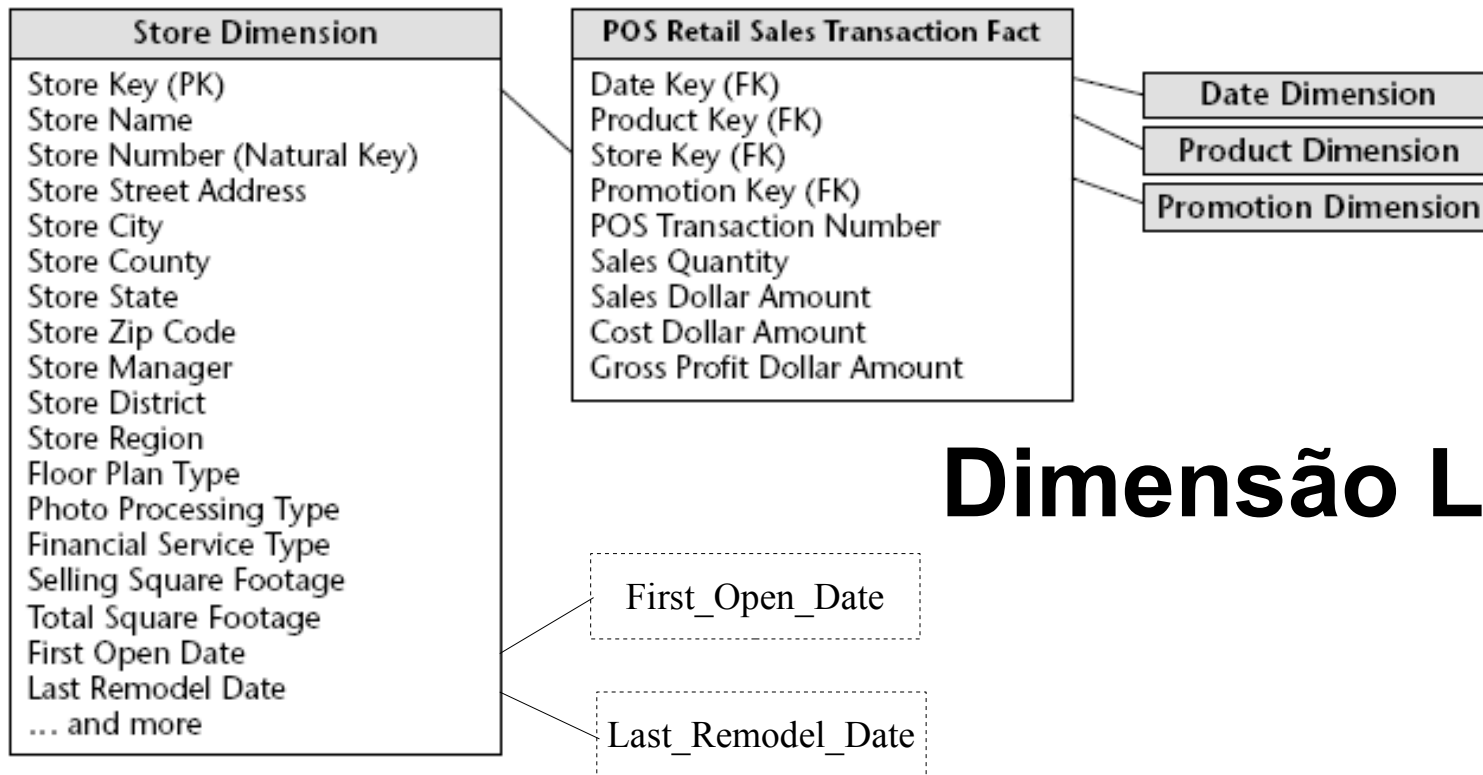 Store Dimension
Store Key (PK)
Store Name
Store Number (Natural Key)
Store Street Address
Store City
Store County
Store State
Store Zip Code
Store Manager
Store District
Store Region
Floor Plan Type
Photo Processing Type
Financial Service Type
Selling Square Footage
Total Square Footage
First Open Date
Last Remodel Date
... and more
POS Retail Sales Transaction Fact
Date Key (FK)
Product Key (FK)
Store Key (FK)
Promotion Key (FK)
POS Transaction Number
Sales Quantity
Sales Dollar Amount
Cost Dollar Amount
Gross Profit Dollar Amount
Date Dimension
Product Dimension
Promotion Dimension
Dimensão L
First_Open_Date
Last_Remodel_Date